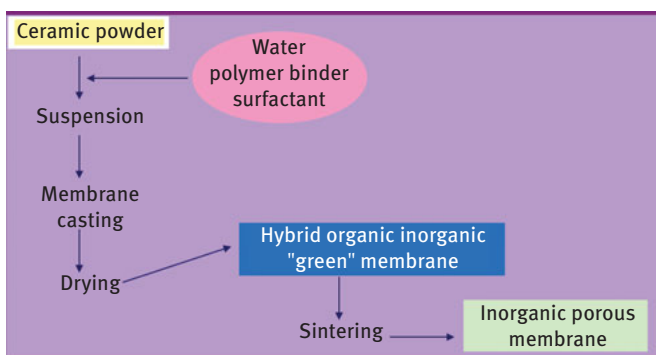 Ceramic powder
Water
polymer binder
surfactant
Suspension
Membrane
casting
Drying
Hybrid organic inorganic
"green" membrane
Sintering
Inorganic porous
membrane